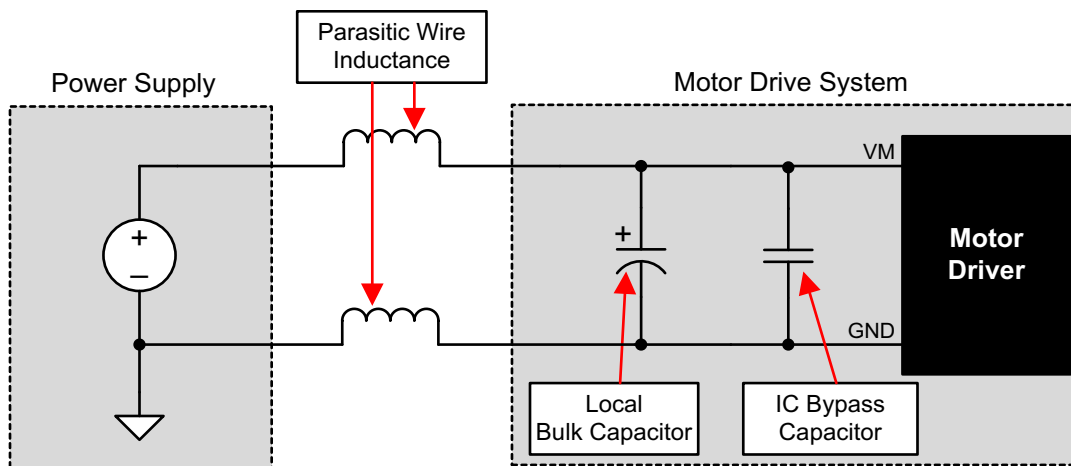 Parasitic Wire
Inductance
Power Supply
Motor Drive System
VM
+
–
+
Motor
Driver
GND
Local
Bulk Capacitor
IC Bypass
Capacitor